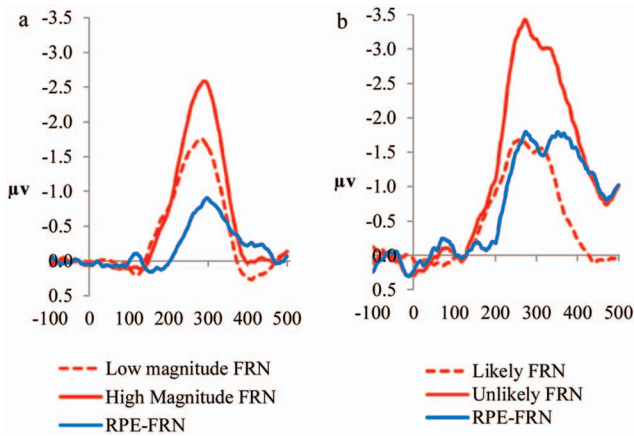 a
-3.5
-3.0
-2.5
-2.0
-1.5
-1.0
-0.5
0.0
0.5
μv
-100 0 100 200 300 400 500
Low magnitude FRN
High Magnitude FRN
RPE-FRN
b
-3.5
-3.0
-2.5
-2.0
-1.5
-1.0
-0.5
0.0
0.5
μv
-100 0 100 200 300 400 500
Likely FRN
Unlikely FRN
RPE-FRN